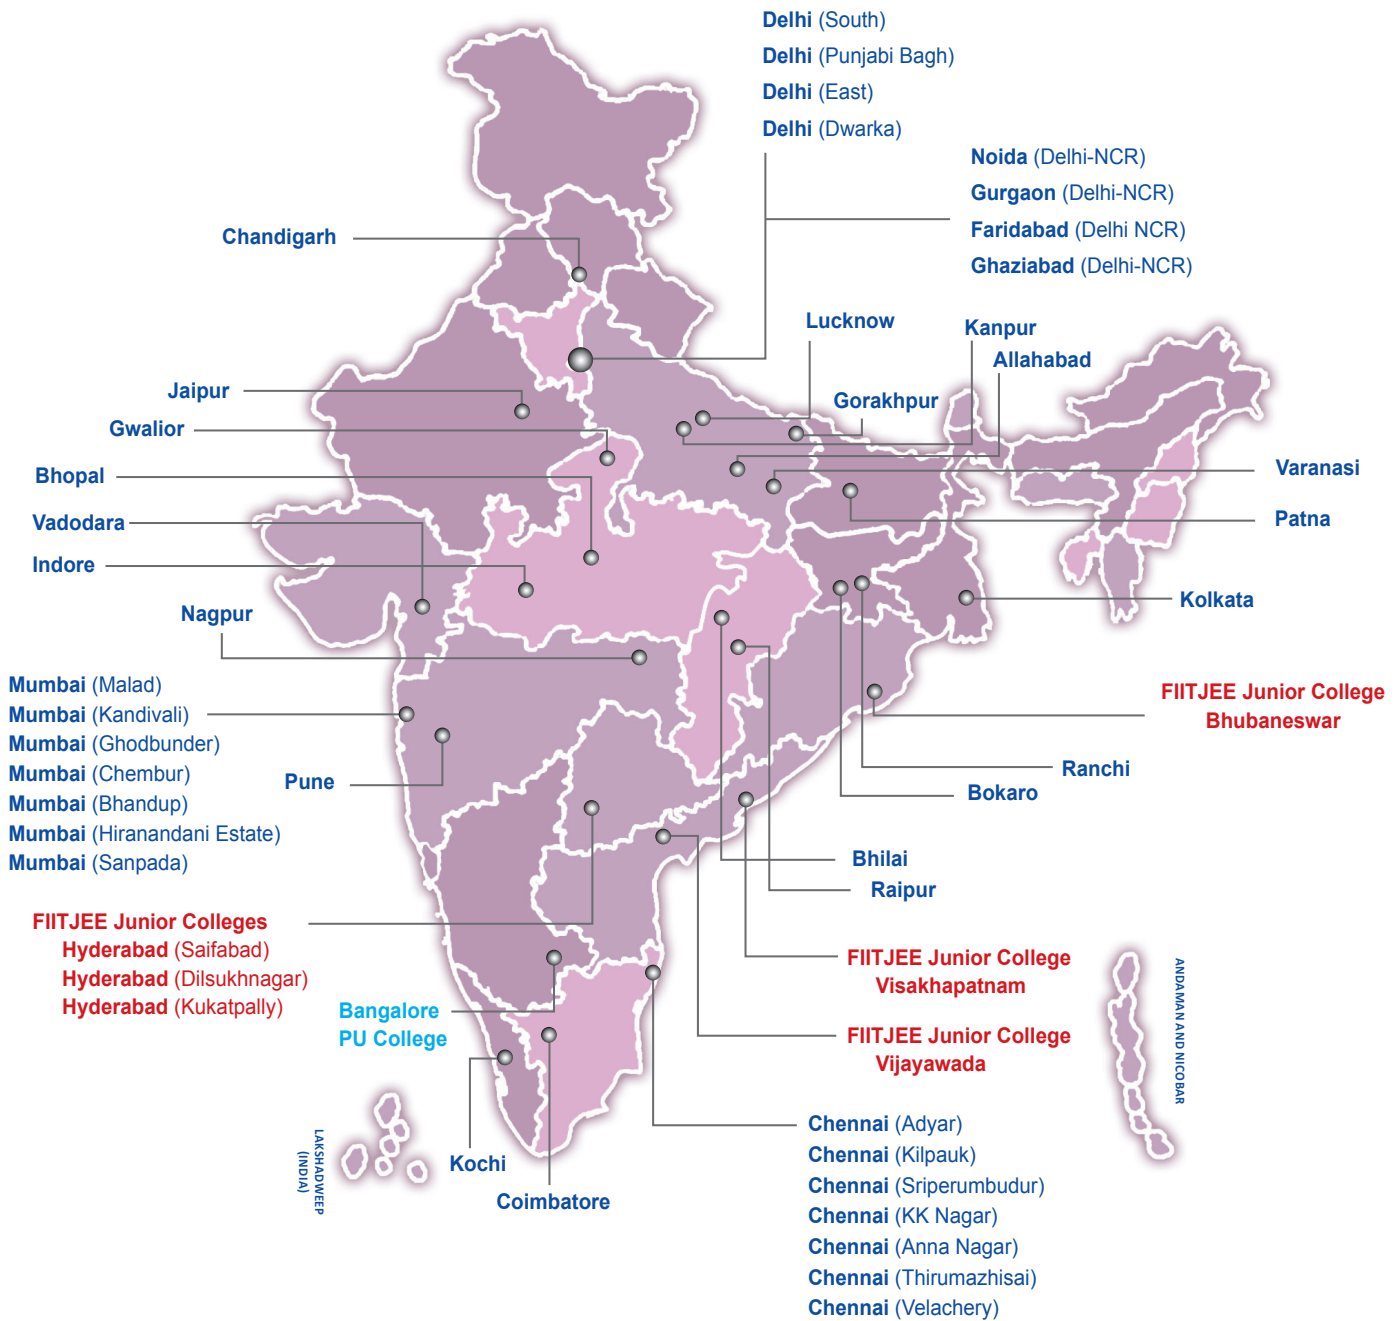 Delhi (South)
Delhi (Punjabi Bagh)
Delhi (East)
Delhi (Dwarka)
Noida (Delhi-NCR)
Gurgaon (Delhi-NCR)
Faridabad (Delhi NCR)
Ghaziabad (Delhi-NCR)
Chandigarh
Lucknow
Kanpur
Allahabad
Jaipur
Gorakhpur
Gwalior
Bhopal
Varanasi
Vadodara
Patna
Indore
Kolkata
Nagpur
Mumbai (Malad)
Mumbai (Kandivali)
Mumbai (Ghodbunder)
Mumbai (Chembur)
Mumbai (Bhandup)
Mumbai (Hiranandani Estate)
Mumbai (Sanpada)
Pune
FIITJEE Junior College
Bhubaneswar
Ranchi
Bokaro
Bhilai
Raipur
FIITJEE Junior Colleges
Hyderabad (Saifabad)
Hyderabad (Dilsukhnagar)
Hyderabad (Kukatpally)
Bangalore
PU College
FIITJEE Junior College
Visakhapatnam
FIITJEE Junior College
Vijayawada
ANDAMAN AND NICOBAR
LAKSHADWEEP
(INDIA)
Kochi
Coimbatore
Chennai (Adyar)
Chennai (Kilpauk)
Chennai (Sriperumbudur)
Chennai (KK Nagar)
Chennai (Anna Nagar)
Chennai (Thirumazhisai)
Chennai (Velachery)